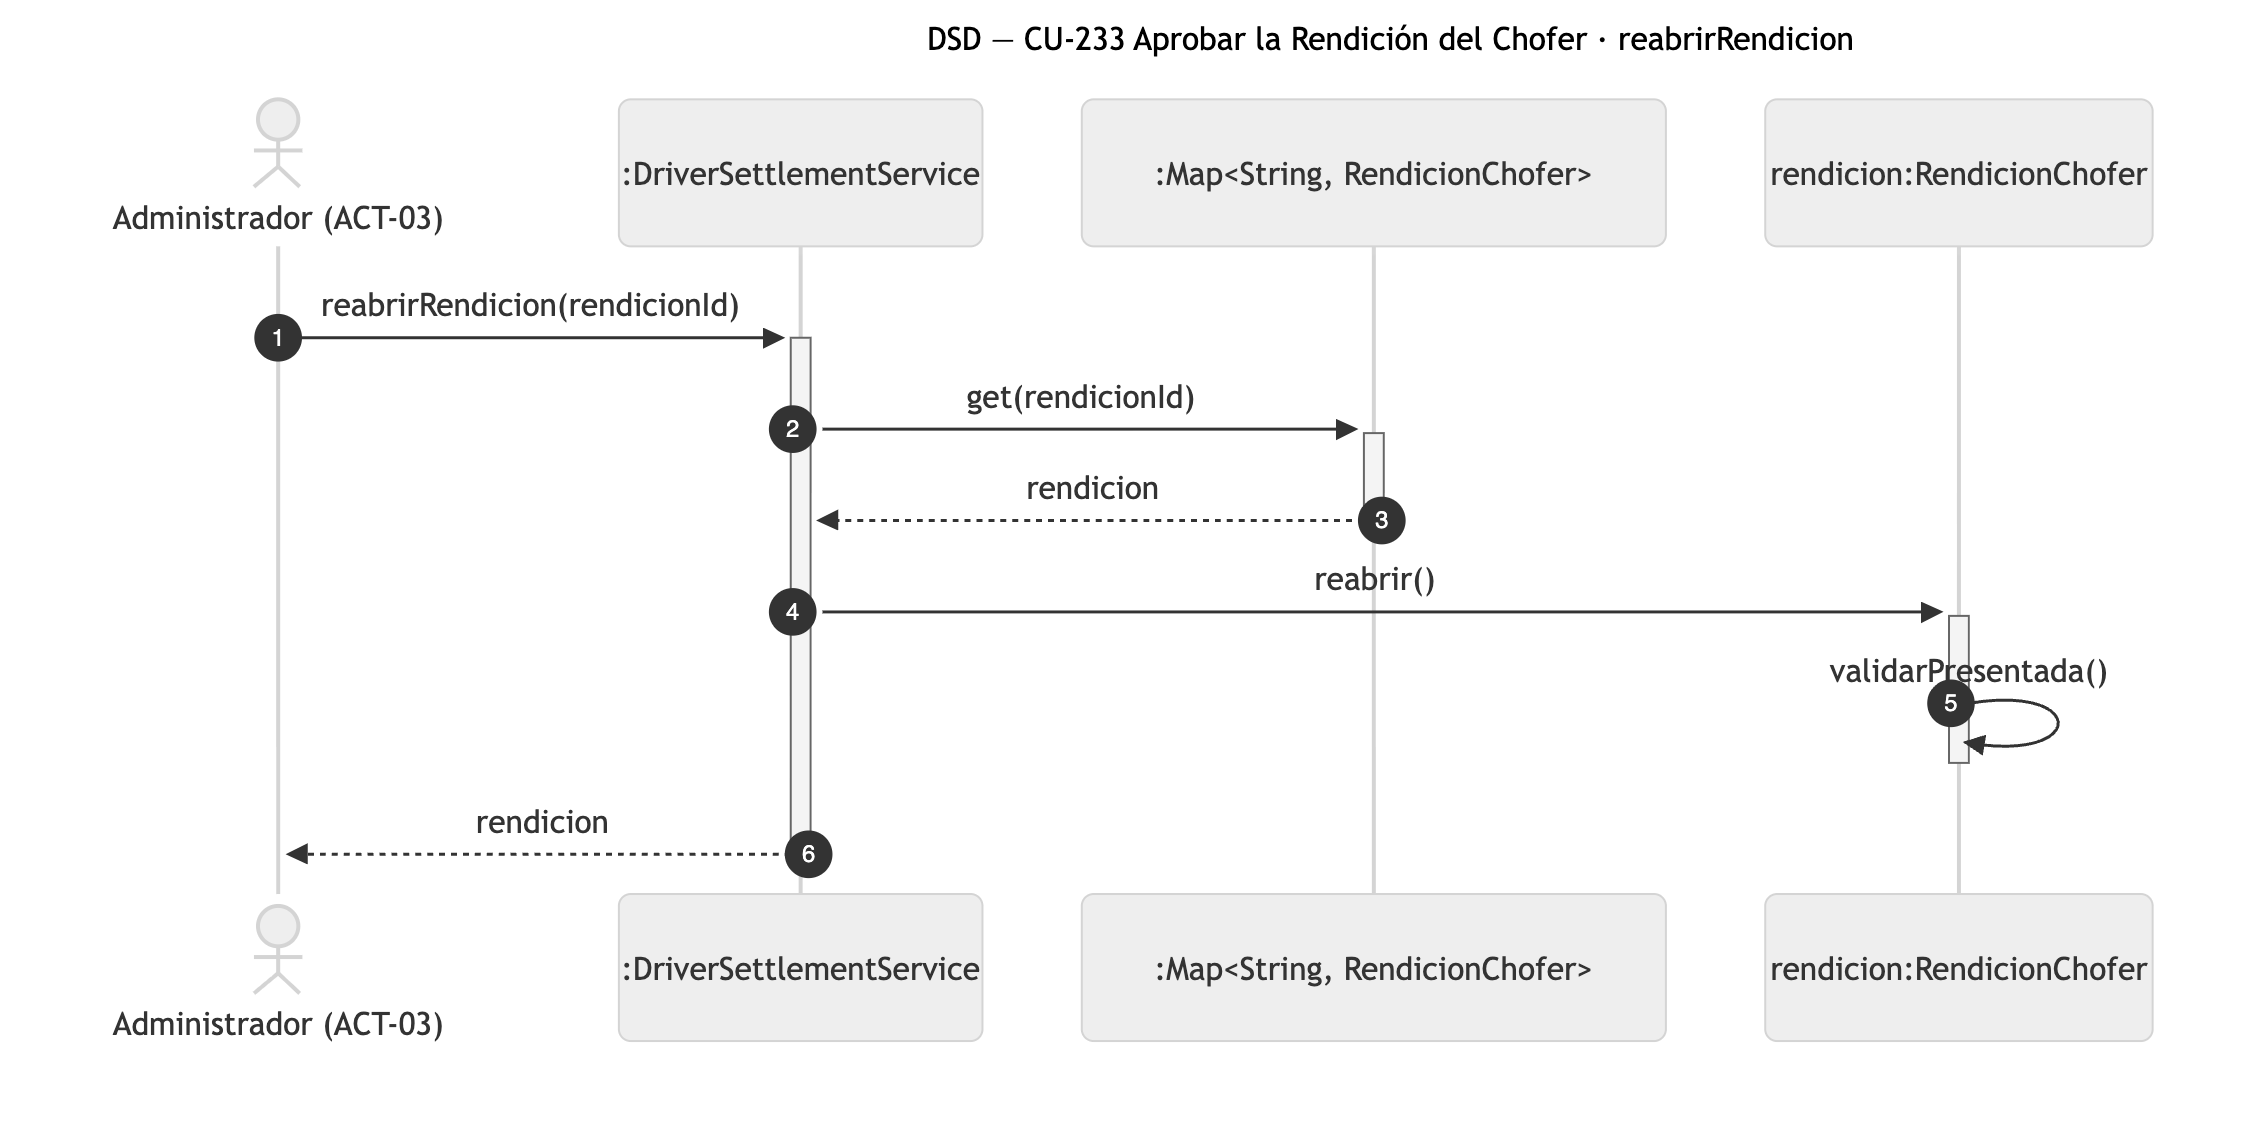 DSD — CU-233 Aprobar la Rendición del Chofer · reabrirRendicion
Administrador (ACT-03)
:DriverSettlementService
:Map<String, RendicionChofer>
rendicion:RendicionChofer
reabrirRendicion(rendicionId)
1
get(rendicionId)
2
rendicion
3
reabrir()
4
validarPresentada()
5
rendicion
6
Administrador (ACT-03)
:DriverSettlementService
:Map<String, RendicionChofer>
rendicion:RendicionChofer